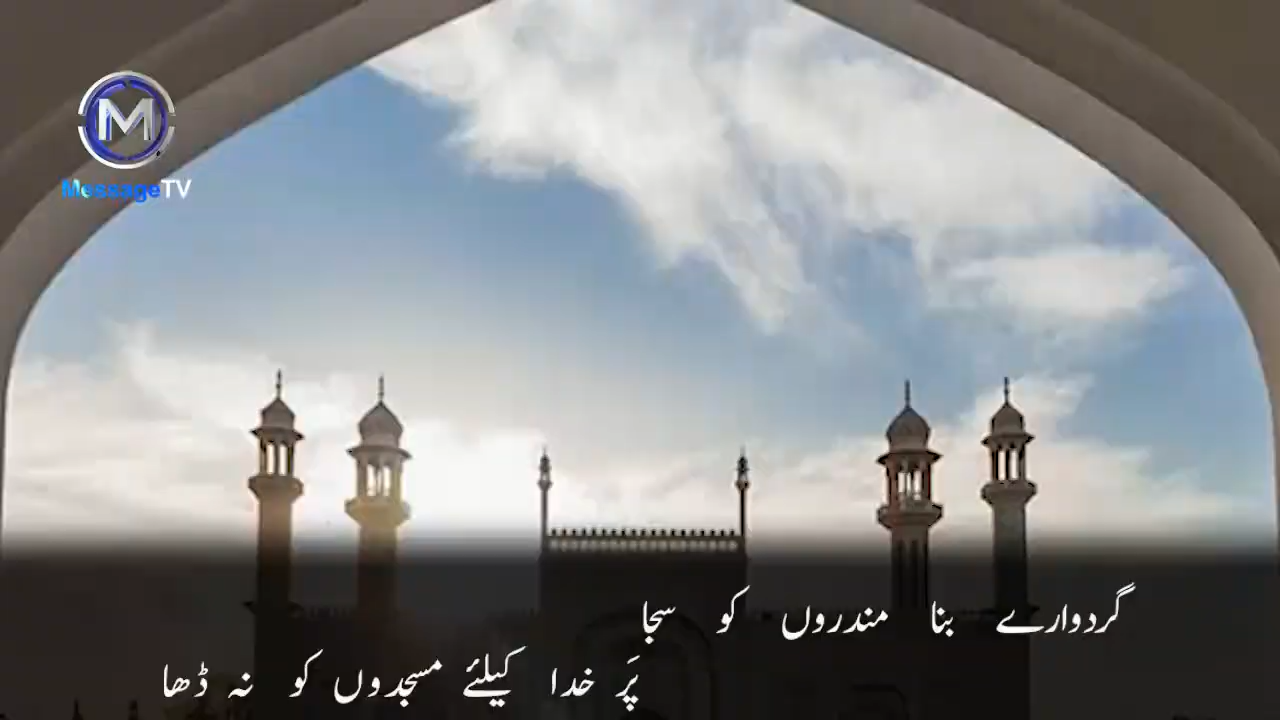 MessageTV
گردوارے بنا مندروں کو سجا
پَر خدا کیلئے مسجدوں کو نہ ڈھا